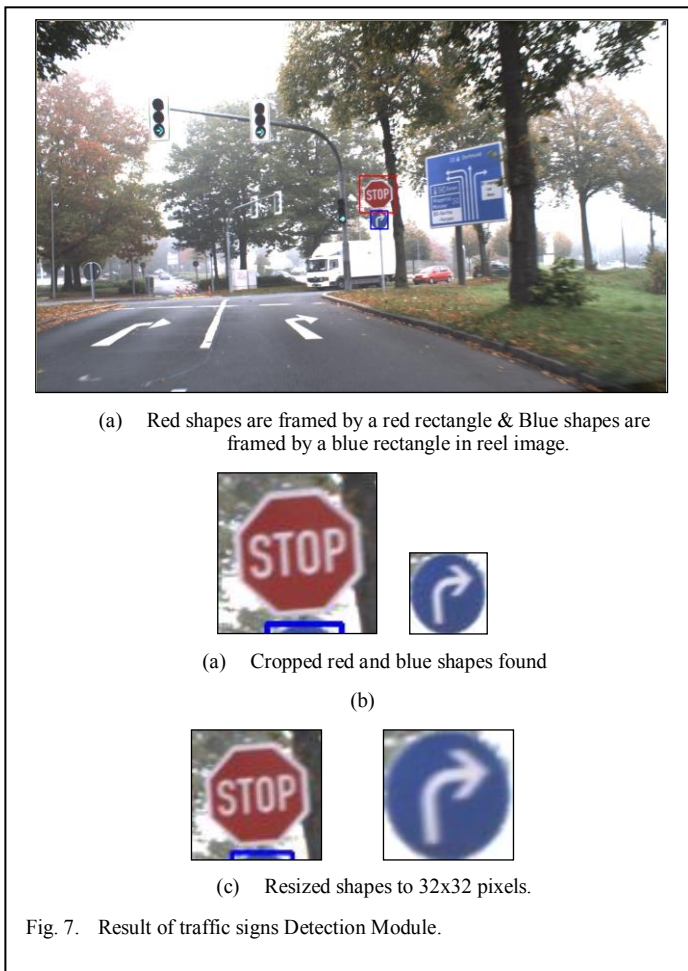 STOP
(a) Red shapes are framed by a red rectangle & Blue shapes are
framed by a blue rectangle in reel image.
STOP
(a) Cropped red and blue shapes found
(b)
STOP
(c) Resized shapes to 32x32 pixels.
Fig. 7. Result of traffic signs Detection Module.